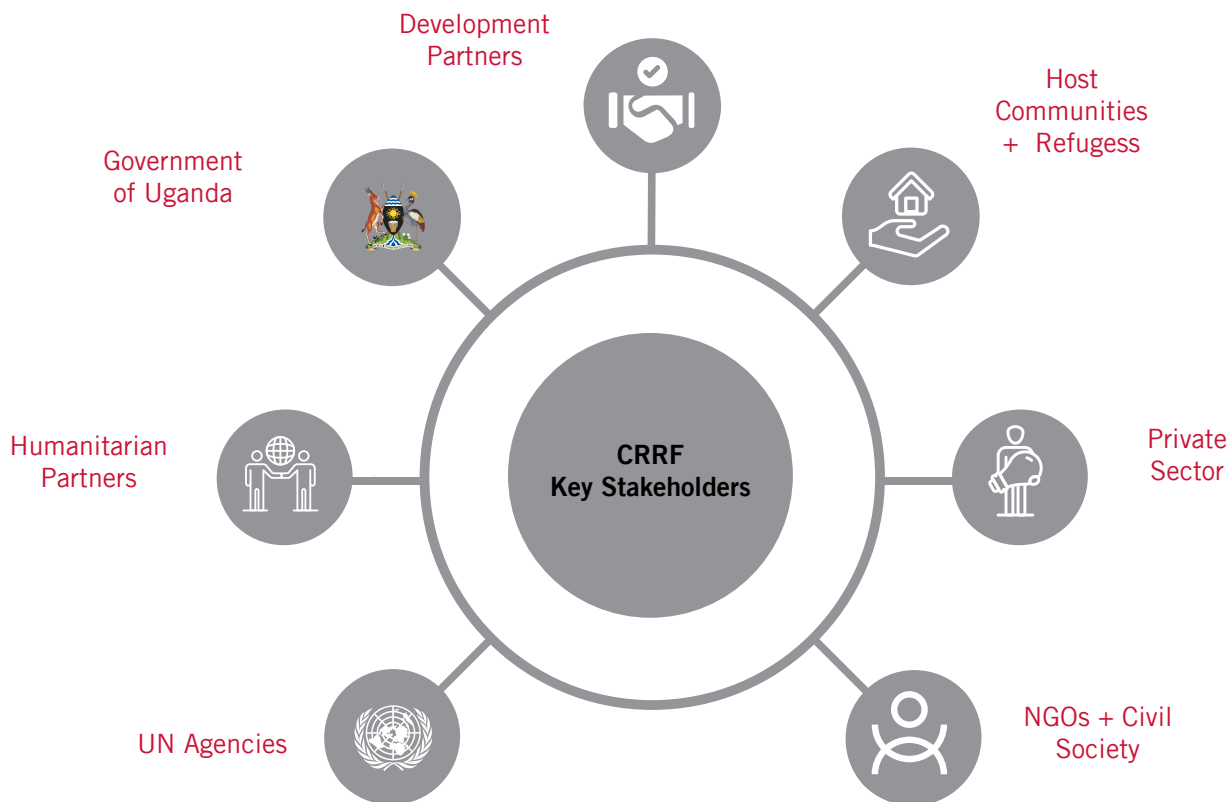 Development
Partners
Host
Communities
+ Refugess
Government
of Uganda
Humanitarian
Partners
CRRF
Key Stakeholders
Private
Sector
UN Agencies
NGOs + Civil
Society